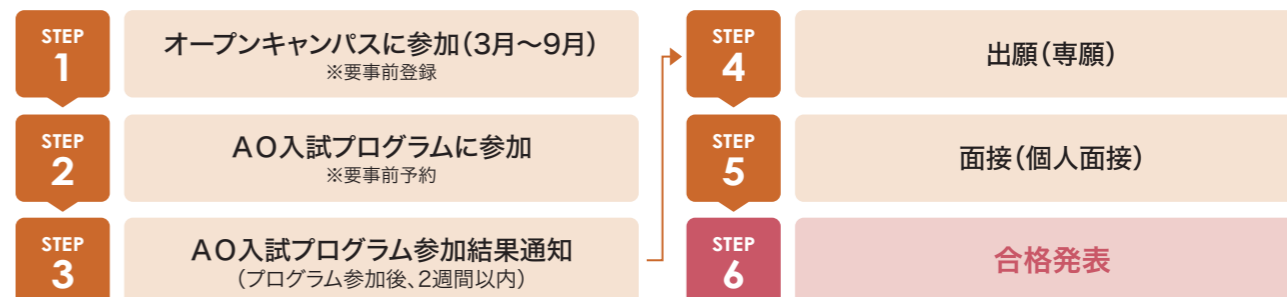 STEP
1
オープンキャンパスに参加(3月〜9月)
※要事前登録
STEP
2
AO入試プログラムに参加
※要事前予約
STEP
3
AO入試プログラム参加結果通知
(プログラム参加後、2週間以内)
STEP
4
出願(専願)
STEP
5
面接(個人面接)
STEP
6
合格発表